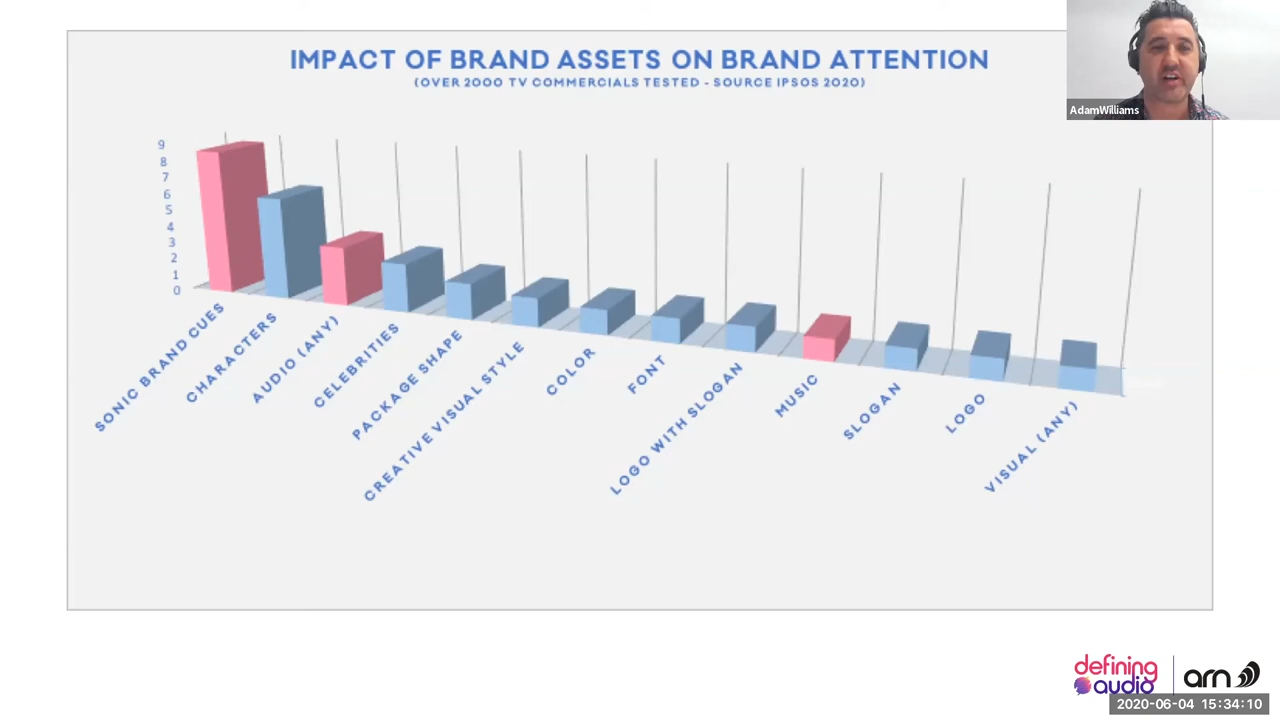 IMPACT OF BRAND ASSETS ON BRAND ATTENTION
(OVER 2000 TV COMMERCIALS TESTED - SOURCE IPSOS 2020)
AdamWilliams
9
8
7
6
5
4
3
2
1
0
SONIC BRAND CUES
CHARACTERS
AUDIO (ANY)
CELEBRITIES
PACKAGE SHAPE
CREATIVE VISUAL STYLE
COLOR
FONT
LOGO WITH SLOGAN
MUSIC
SLOGAN
LOGO
VISUAL (ANY)
defining
audio
arn
2020-06-04 15:34:10